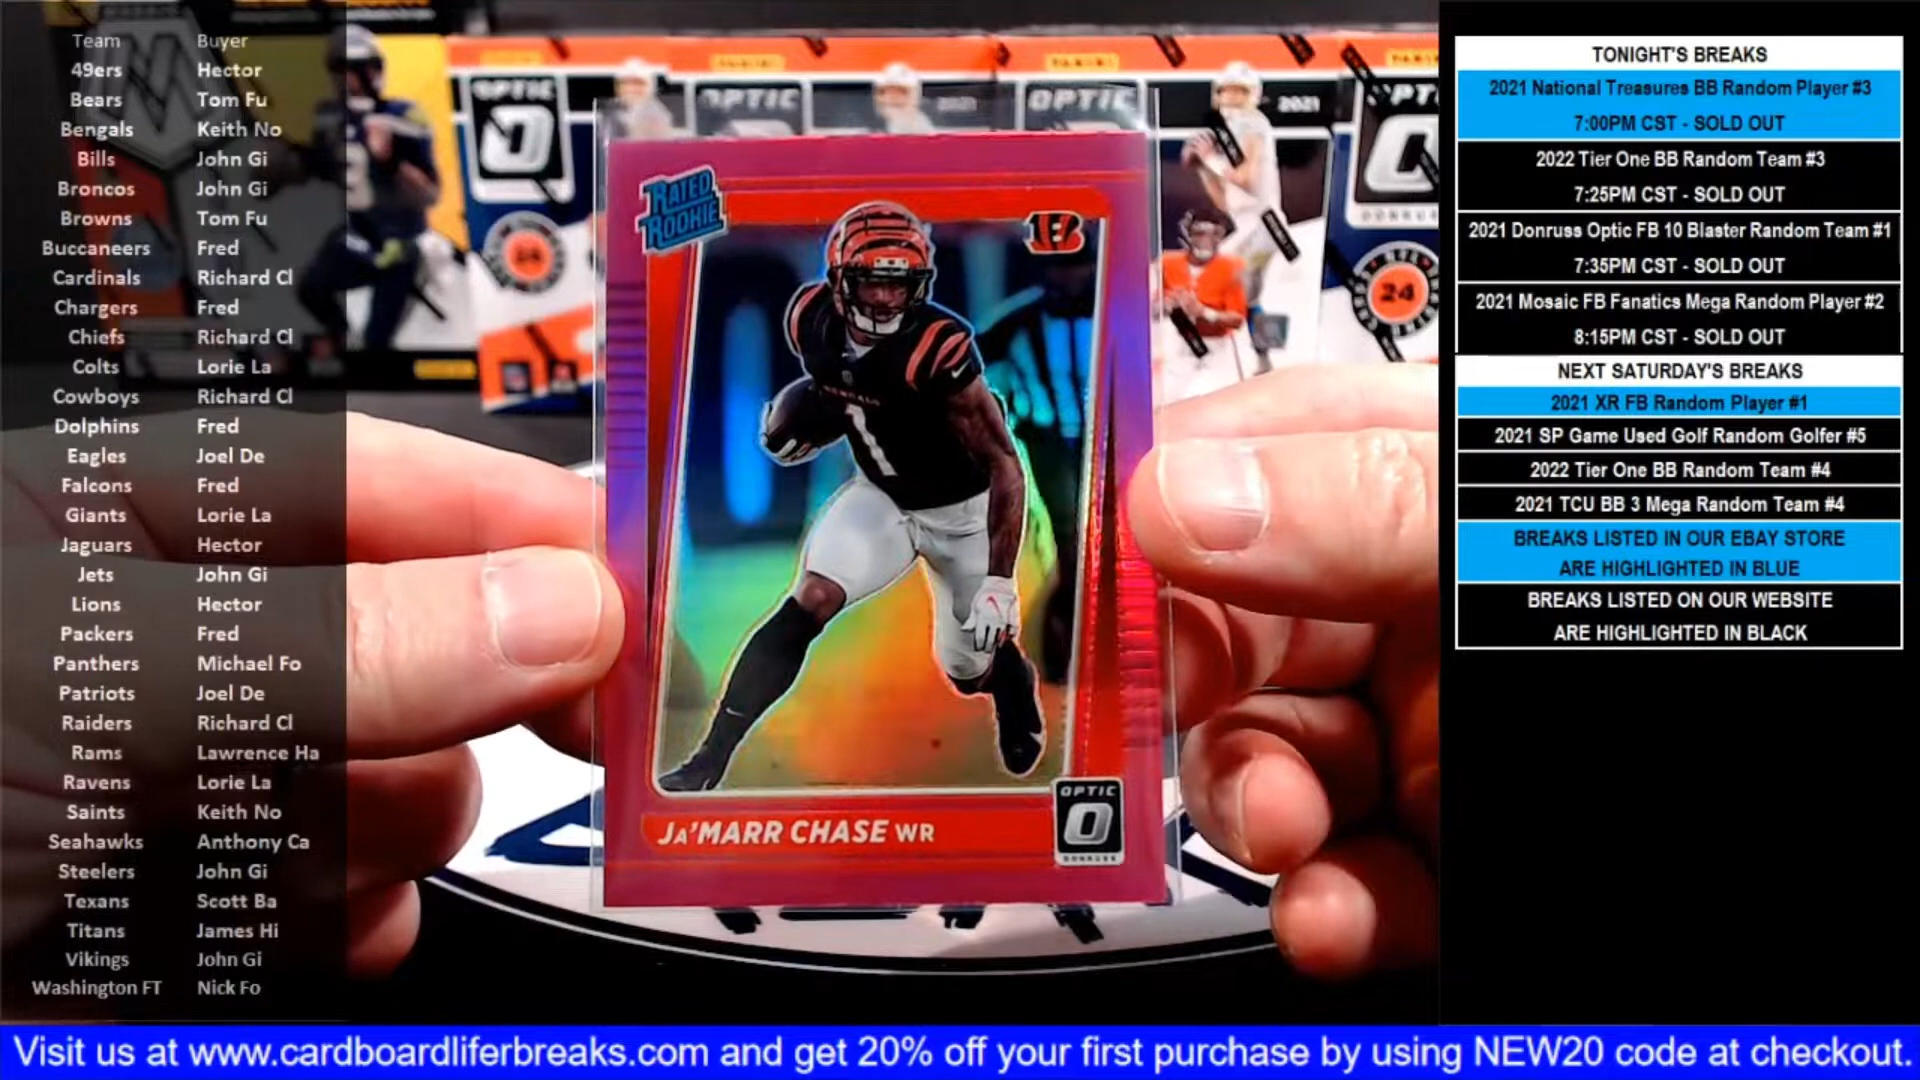 Team Buyer
49ers Hector
Bears Tom Fu
Bengals Keith No
Bills John Gi
Broncos John Gi
Browns Tom Fu
Buccaneers Fred
Cardinals Richard Cl
Chargers Fred
Chiefs Richard Cl
Colts Lorie La
Cowboys Richard Cl
Dolphins Fred
Eagles Joel De
Falcons Fred
Giants Lorie La
Jaguars Hector
Jets John Gi
Lions Hector
Packers Fred
Panthers Michael Fo
Patriots Joel De
Raiders Richard Cl
Rams Lawrence Ha
Ravens Lorie La
Saints Keith No
Seahawks Anthony Ca
Steelers John Gi
Texans Scott Ba
Titans James Hi
Vikings John Gi
Washington FT Nick Fo
PANINI
OPTIC
OPTIC
OPTIC
2021
24
24
RATED
ROOKIE
1
JA'MARR CHASE WR
OPTIC
DONRUSS
TONIGHT'S BREAKS
2021 National Treasures BB Random Player #3
7:00PM CST - SOLD OUT
2022 Tier One BB Random Team #3
7:25PM CST - SOLD OUT
2021 Donruss Optic FB 10 Blaster Random Team #1
7:35PM CST - SOLD OUT
2021 Mosaic FB Fanatics Mega Random Player #2
8:15PM CST - SOLD OUT
NEXT SATURDAY'S BREAKS
2021 XR FB Random Player #1
2021 SP Game Used Golf Random Golfer #5
2022 Tier One BB Random Team #4
2021 TCU BB 3 Mega Random Team #4
BREAKS LISTED IN OUR EBAY STORE
ARE HIGHLIGHTED IN BLUE
BREAKS LISTED ON OUR WEBSITE
ARE HIGHLIGHTED IN BLACK
Visit us at www.cardboardliferbreaks.com and get 20% off your first purchase by using NEW20 code at checkout.